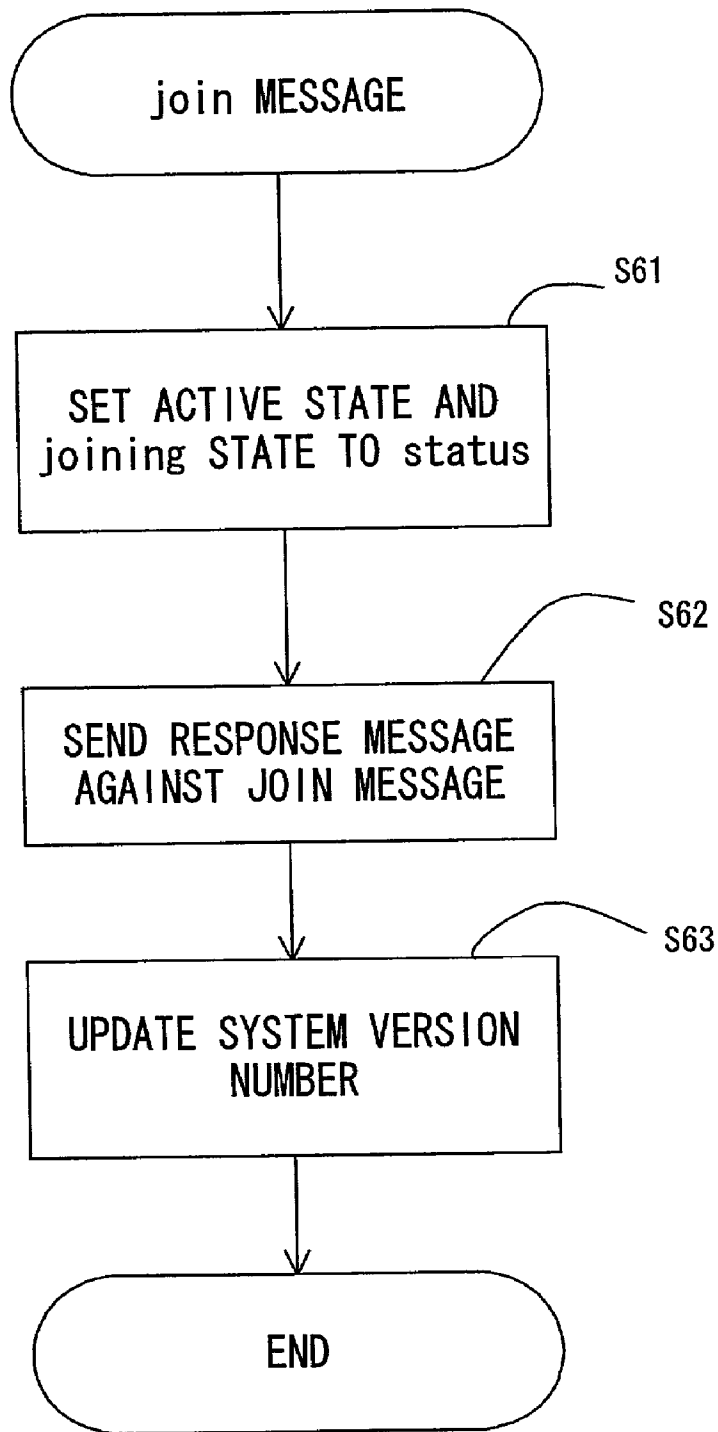 join MESSAGE
S61
SET ACTIVE STATE AND
joining STATE TO status
S62
SEND RESPONSE MESSAGE
AGAINST JOIN MESSAGE
S63
UPDATE SYSTEM VERSION
NUMBER
END